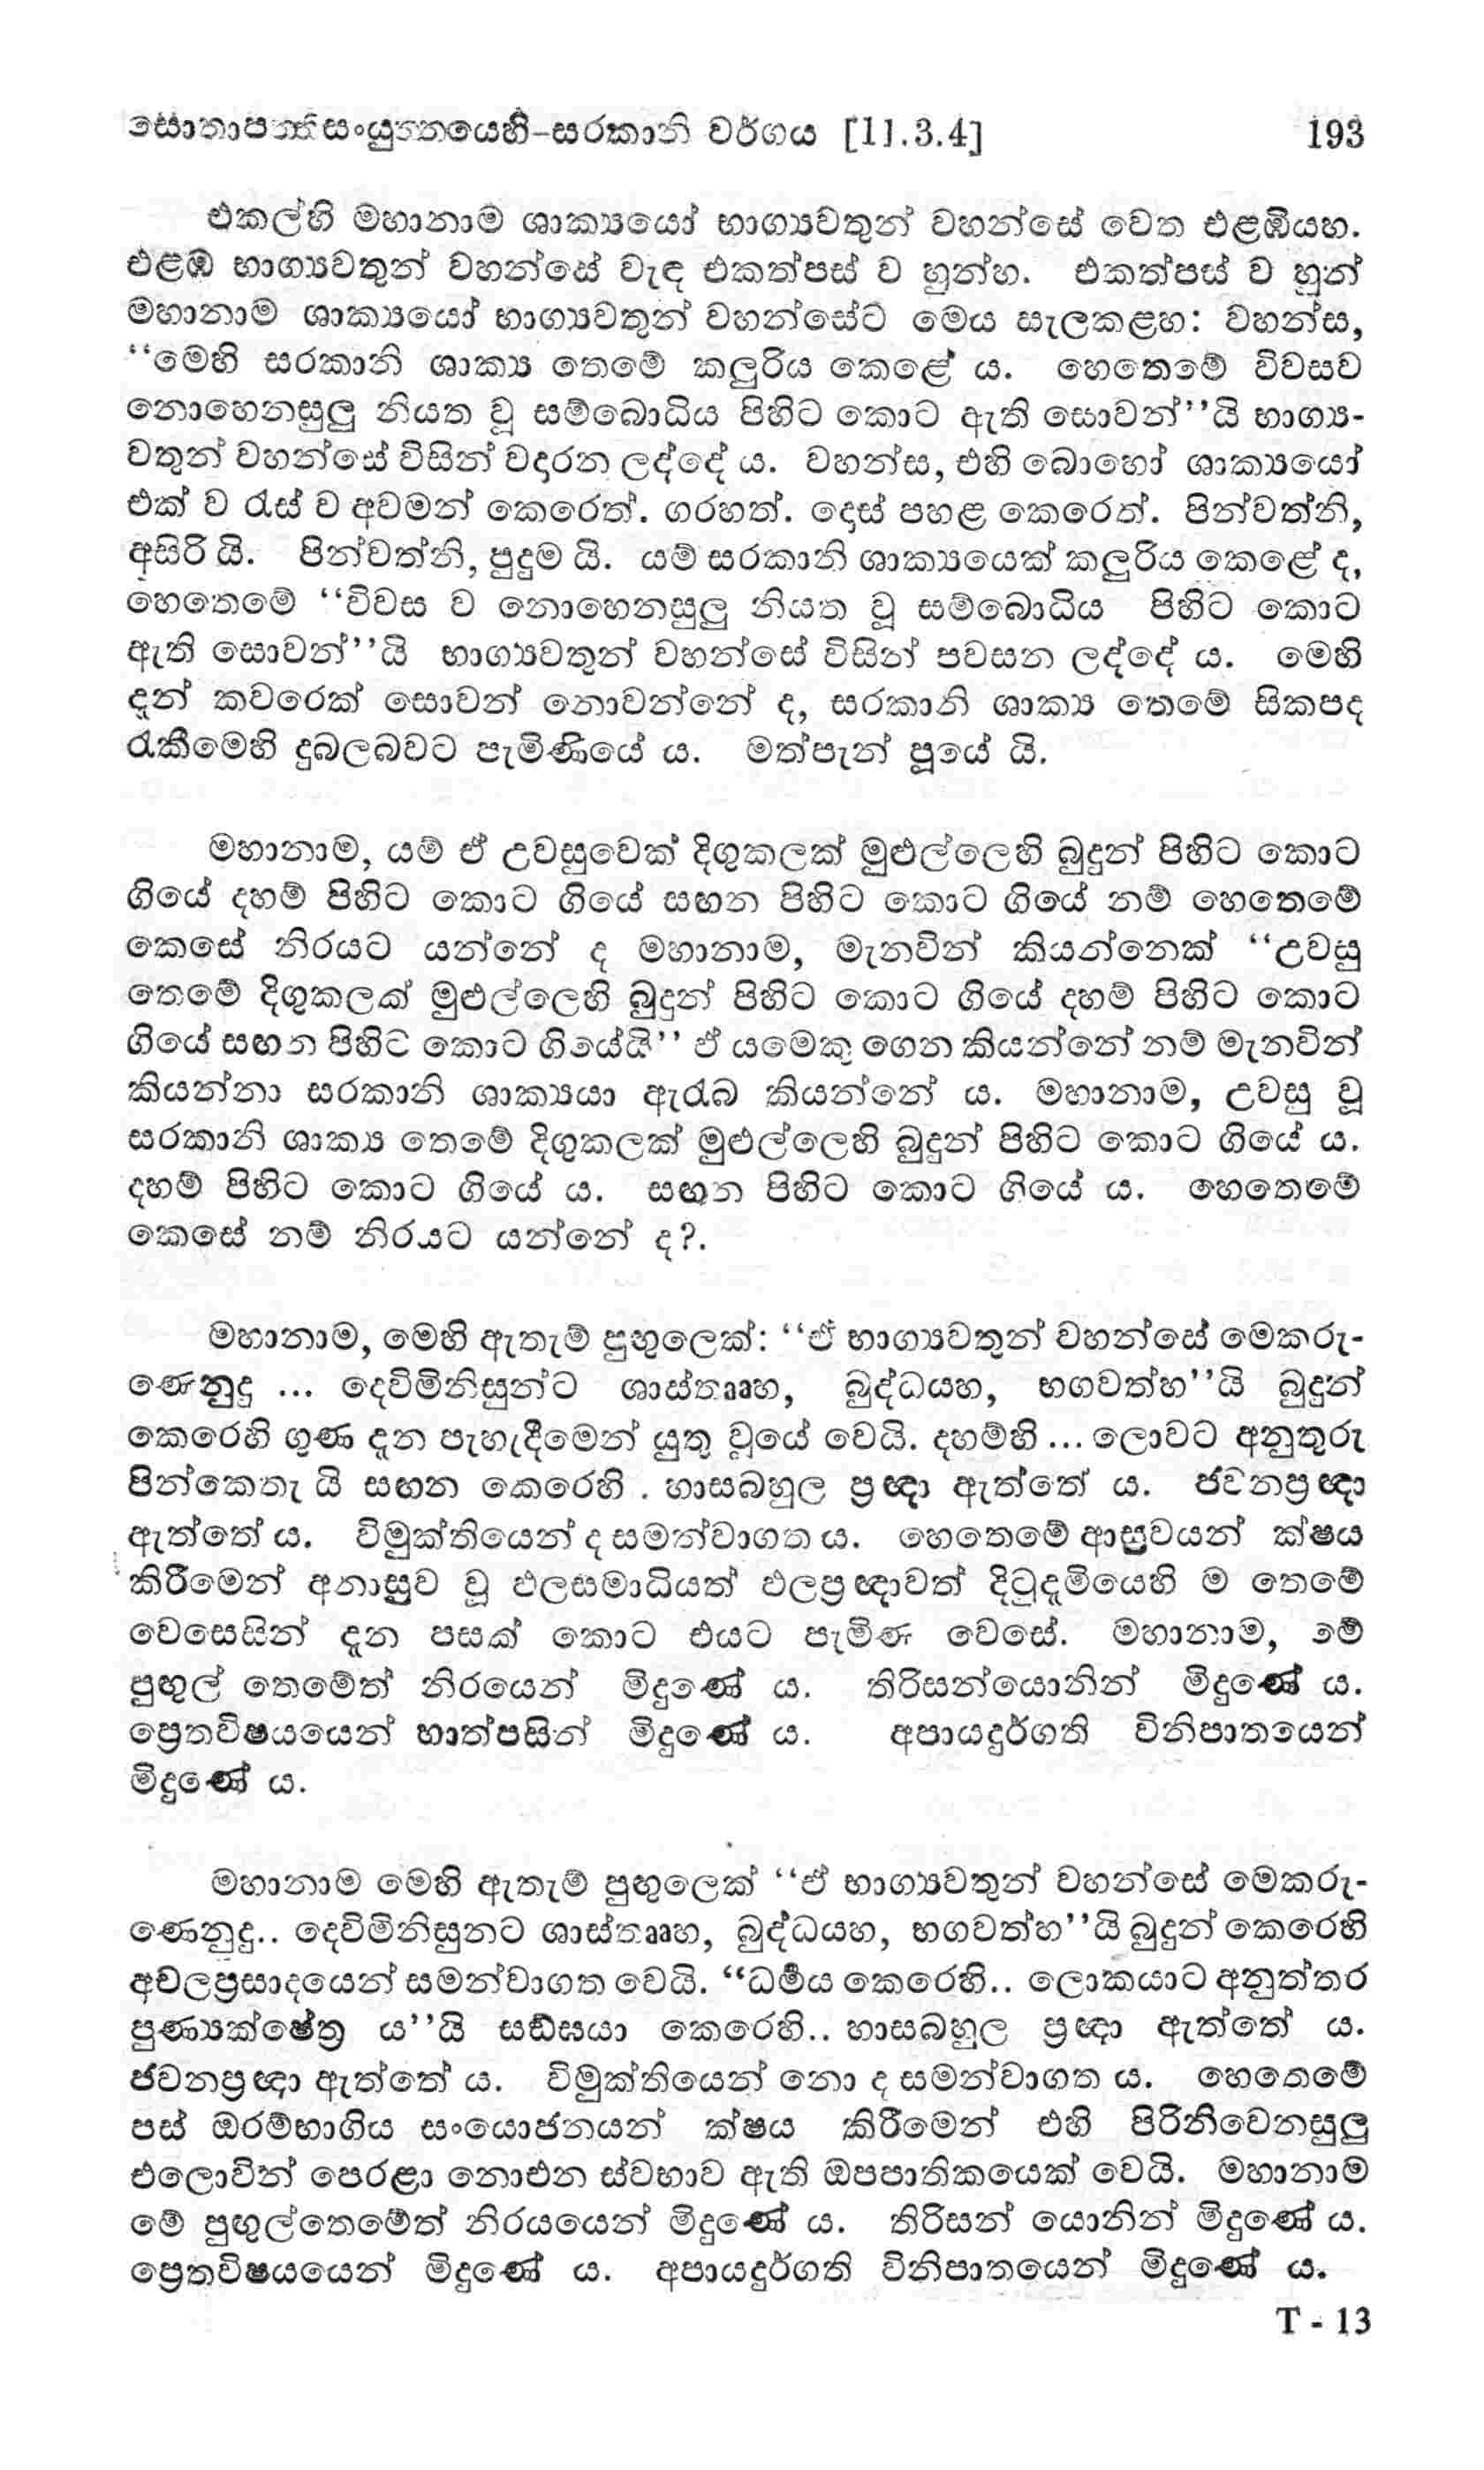 සොතාපත්තිසංයුත්තයෙහි-සරකානි වර්ගය [11.3.4] 193
එකල්හි මහානාම ශාක්‍යයෝ භාග්‍යවතුන් වහන්සේ වෙත එළඹියහ.
එළඹ භාග්‍යවතුන් වහන්සේ වැඳ එකත්පස් ව හුන්හ. එකත්පස් ව හුන්
මහානාම ශාක්‍යයෝ භාග්‍යවතුන් වහන්සේට මෙය සැලකළහ: වහන්ස,
“මෙහි සරකානි ශාක්‍ය තෙමේ කලුරිය කෙළේ ය. හෙතෙමේ විවසව
නොහෙනසුලු නියත වූ සම්බොධිය පිහිට කොට ඇති සොවන්”යි භාග්‍ය-
වතුන් වහන්සේ විසින් වදාරන ලද්දේ ය. වහන්ස, එහි බොහෝ ශාක්‍යයෝ
එක් ව රැස් ව අවමන් කෙරෙත්. ගරහත්. දොස් පහළ කෙරෙත්. පින්වත්නි,
අසිරි යි. පින්වත්නි, පුදුම යි. යම් සරකානි ශාක්‍යයෙක් කලුරිය කෙළේ ද,
හෙතෙමේ “විවස ව නොහෙනසුලු නියත වූ සම්බොධිය පිහිට කොට
ඇති සොවන්”යි භාග්‍යවතුන් වහන්සේ විසින් පවසන ලද්දේ ය. මෙහි
දැන් කවරෙක් සොවන් නොවන්නේ ද, සරකානි ශාක්‍ය තෙමේ සිකපද
රැකීමෙහි දුබලබවට පැමිණියේ ය. මත්පැන් පූයේ යි.
මහානාම, යම් ඒ උවසුවෙක් දිගුකලක් මුළුල්ලෙහි බුදුන් පිහිට කොට
ගියේ දහම් පිහිට කොට ගියේ සඟන පිහිට කොට ගියේ නම් හෙතෙමේ
කෙසේ නිරයට යන්නේ ද මහානාම, මැනවින් කියන්නෙක් “උවසු
තෙමේ දිගුකලක් මුළුල්ලෙහි බුදුන් පිහිට කොට ගියේ දහම් පිහිට කොට
ගියේ සඟන පිහිට කොට ගියේයි” ඒ යමෙකු ගෙන කියන්නේ නම් මැනවින්
කියන්නා සරකානි ශාක්‍යයා ඇරැබ කියන්නේ ය. මහානාම, උවසු වූ
සරකානි ශාක්‍ය තෙමේ දිගුකලක් මුළුල්ලෙහි බුදුන් පිහිට කොට ගියේ ය.
දහම් පිහිට කොට ගියේ ය. සඟන පිහිට කොට ගියේ ය. හෙතෙමේ
කෙසේ නම් නිරයට යන්නේ ද?.
මහානාම, මෙහි ඇතැම් පුඟුලෙක්: “ඒ භාග්‍යවතුන් වහන්සේ මෙකරු-
ණෙනුදු ... දෙවිමිනිසුන්ට ශාස්තෲහ, බුද්ධයහ, භගවත්හ”යි බුදුන්
කෙරෙහි ගුණ දැන පැහැදීමෙන් යුතු වූයේ වෙයි. දහම්හි ... ලොවට අනුතුරු
පින්කෙතැ යි සඟන කෙරෙහි . හාසබහුල ප්‍රඥා ඇත්තේ ය. ජවනප්‍රඥා
ඇත්තේ ය. විමුක්තියෙන් ද සමන්වාගත ය. හෙතෙමේ ආස්‍රවයන් ක්ෂය
කිරීමෙන් අනාස්‍රව වූ ඵලසමාධියත් ඵලප්‍රඥාවත් දිටුදැමියෙහි ම තෙමේ
වෙසෙසින් දැන පසක් කොට එයට පැමිණ වෙසේ. මහානාම, මේ
පුඟුල් තෙමේත් නිරයෙන් මිදුණේ ය. තිරිසන්යොනින් මිදුණේ ය.
ප්‍රෙතවිෂයයෙන් හාත්පසින් මිදුණේ ය. අපායදුර්ගති විනිපාතයෙන්
මිදුණේ ය.
මහානාම මෙහි ඇතැම් පුඟුලෙක් “ඒ භාග්‍යවතුන් වහන්සේ මෙකරු-
ණෙනුදු.. දෙවිමිනිසුනට ශාස්තෲහ, බුද්ධයහ, භගවත්හ”යි බුදුන් කෙරෙහි
අචලප්‍රසාදයෙන් සමන්වාගත වෙයි. “ධර්‍මය කෙරෙහි.. ලොකයාට අනුත්තර
පුණ්‍යක්ෂේත්‍ර ය”යි සඞ්ඝයා කෙරෙහි.. හාසබහුල ප්‍රඥා ඇත්තේ ය.
ජවනප්‍රඥා ඇත්තේ ය. විමුක්තියෙන් නො ද සමන්වාගත ය. හෙතෙමේ
පස් ඔරම්භාගිය සංයොජනයන් ක්ෂය කිරීමෙන් එහි පිරිනිවෙනසුලු
එලොවින් පෙරළා නොඑන ස්වභාව ඇති ඔපපාතිකයෙක් වෙයි. මහානාම
මේ පුඟුල්තෙමේත් නිරයයෙන් මිදුණේ ය. තිරිසන් යොනින් මිදුණේ ය.
ප්‍රෙතවිෂයයෙන් මිදුණේ ය. අපායදුර්ගති විනිපාතයෙන් මිදුණේ ය.
T - 13